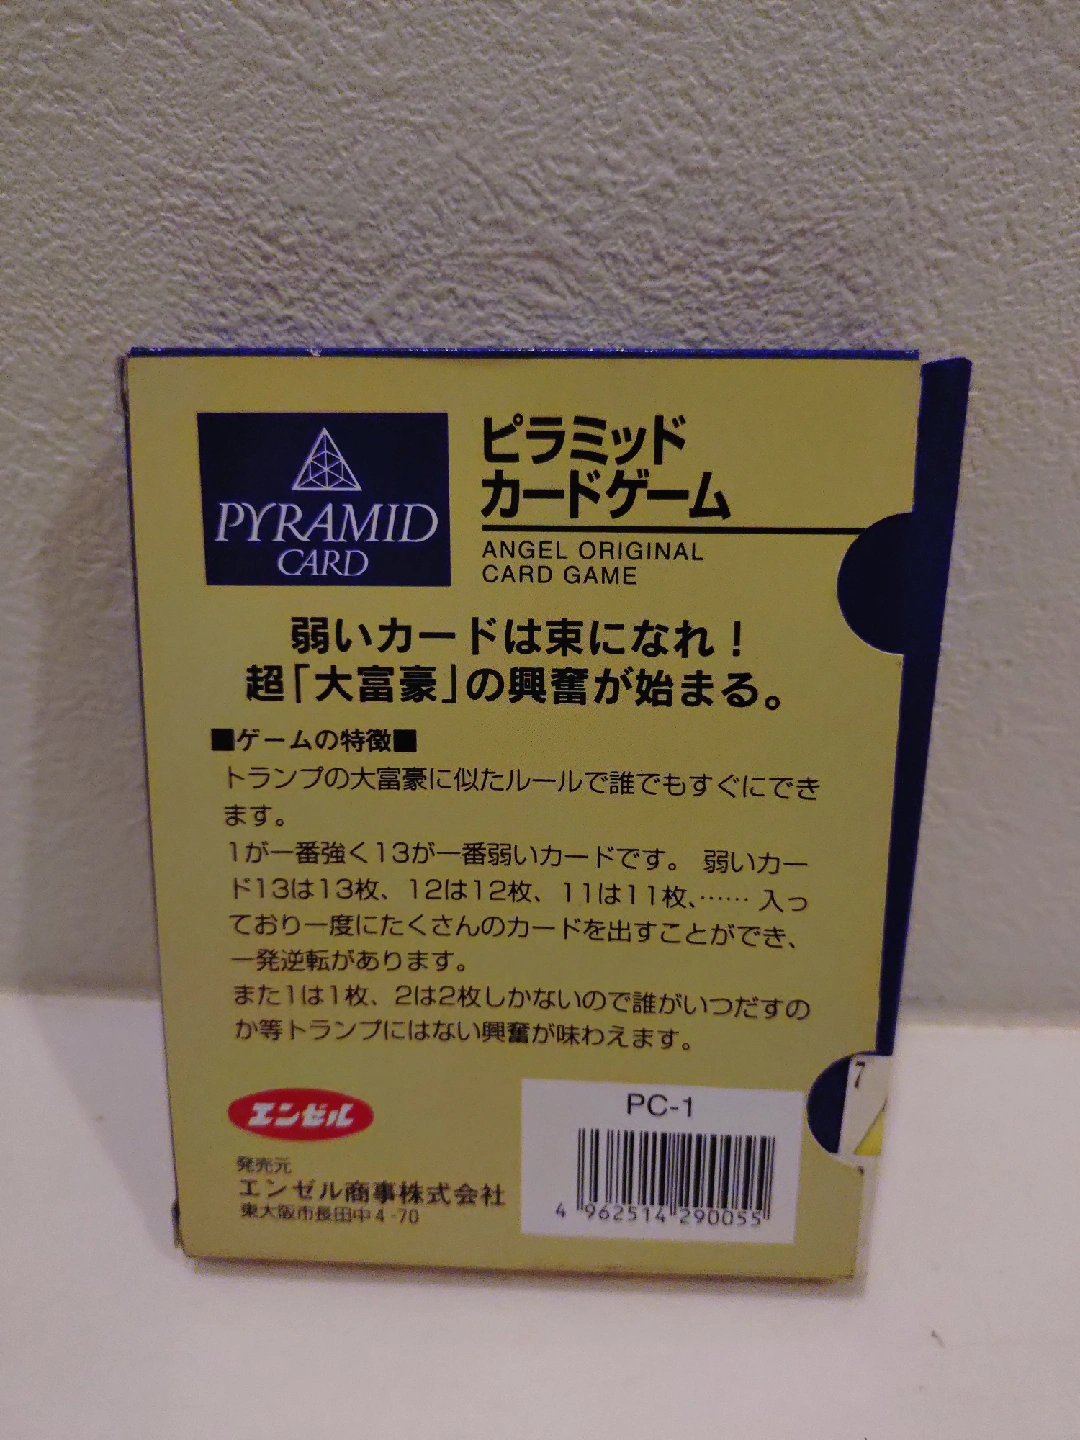 PYRAMID
CARD
ピラミッド
カードゲーム
ANGEL ORIGINAL
CARD GAME
弱いカードは束になれ!
超「大富豪」の興奮が始まる。
■ゲームの特徴■
トランプの大富豪に似たルールで誰でもすぐにでき
ます。
1が一番強く13が一番弱いカードです。 弱いカー
ド13は13枚、12は12枚、11は11枚、…… 入っ
ており一度にたくさんのカードを出すことができ、
一発逆転があります。
また1は1枚、2は2枚しかないので誰がいつだすの
か等トランプにはない興奮が味わえます。
エンゼル
発売元
エンゼル商事株式会社
東大阪市長田中4-70
PC-1
4 962514 290055
7